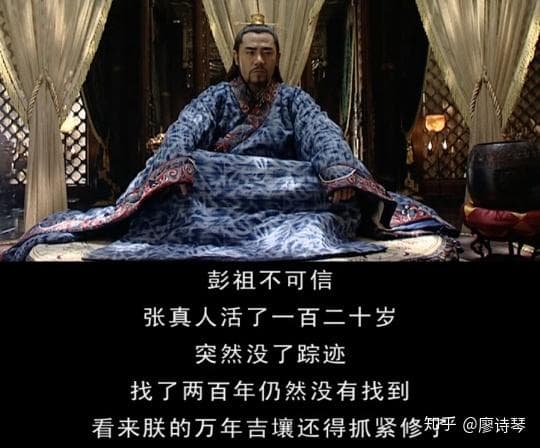 彭祖不可信
张真人活了一百二十岁
突然没了踪迹
找了两百年仍然没有找到
看来朕的万年吉壤还得抓紧修
知乎 @廖诗琴